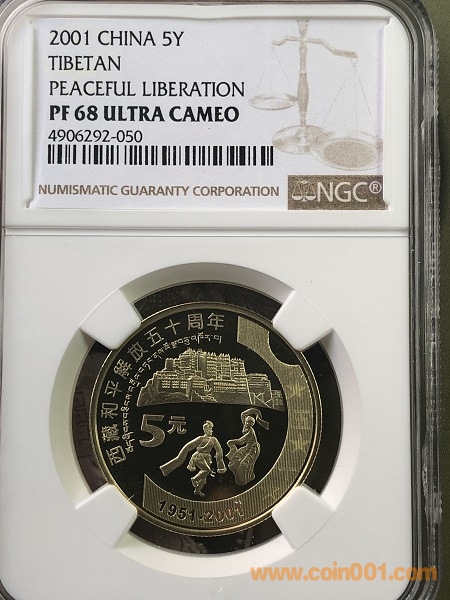 2001 CHINA 5Y
TIBETAN
PEACEFUL LIBERATION
PF 68 ULTRA CAMEO
4906292-050
NUMISMATIC GUARANTY CORPORATION
NGC®
西藏和平解放五十周年
5元
1951-2001
www.coin001.com